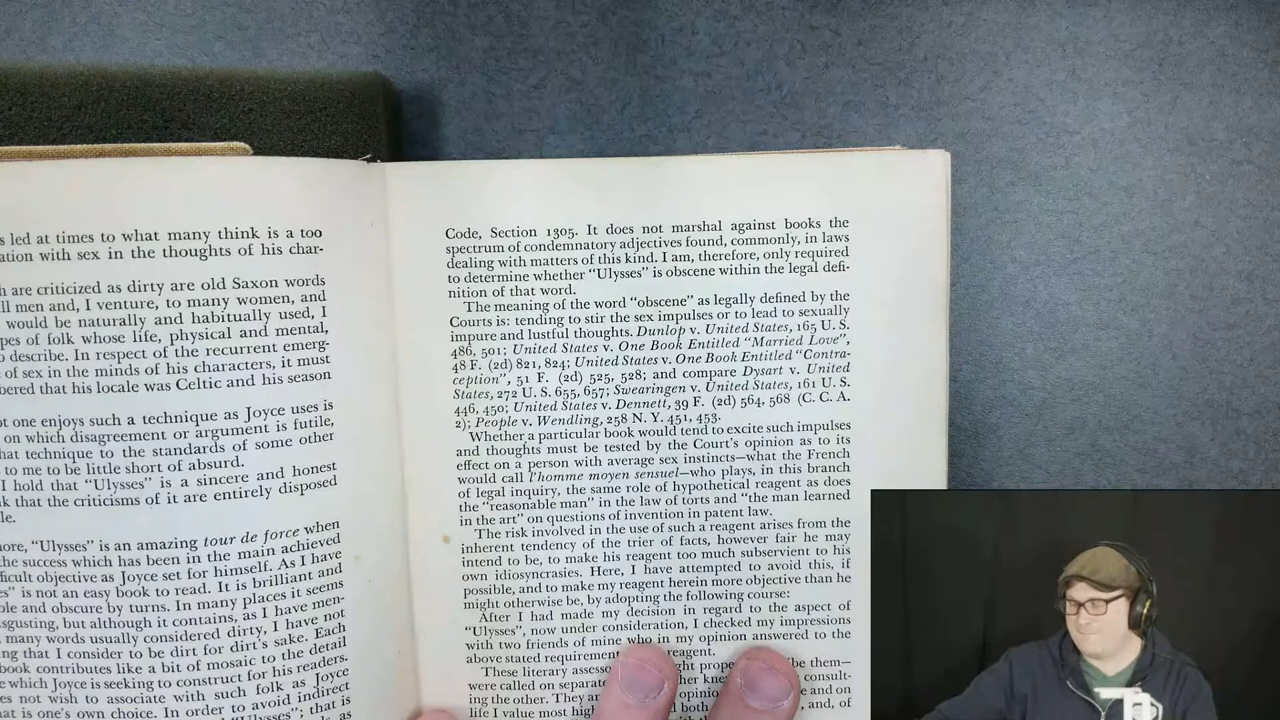 s led at times to what many think is a too
ation with sex in the thoughts of his char-
h are criticized as dirty are old Saxon words
ll men and, I venture, to many women, and
would be naturally and habitually used, I
pes of folk whose life, physical and mental,
o describe. In respect of the recurrent emerg-
of sex in the minds of his characters, it must
bered that his locale was Celtic and his season
ot one enjoys such a technique as Joyce uses is
on which disagreement or argument is futile,
hat technique to the standards of some other
to me to be little short of absurd.
I hold that "Ulysses" is a sincere and honest
k that the criticisms of it are entirely disposed
le.
nore, "Ulysses" is an amazing tour de force when
the success which has been in the main achieved
ficult objective as Joyce set for himself. As I have
es" is not an easy book to read. It is brilliant and
ble and obscure by turns. In many places it seems
sgusting, but although it contains, as I have men-
many words usually considered dirty, I have not
ng that I consider to be dirt for dirt's sake. Each
book contributes like a bit of mosaic to the detail
e which Joyce is seeking to construct for his readers.
es not wish to associate with such folk as Joyce
at is one's own choice. In order to avoid indirect
"Ulysses"; that is
as
Code, Section 1305. It does not marshal against books the
spectrum of condemnatory adjectives found, commonly, in laws
dealing with matters of this kind. I am, therefore, only required
to determine whether "Ulysses" is obscene within the legal defi-
nition of that word.
The meaning of the word "obscene" as legally defined by the
Courts is: tending to stir the sex impulses or to lead to sexually
impure and lustful thoughts. Dunlop v. United States, 165 U. S.
486, 501; United States v. One Book Entitled "Married Love",
48 F. (2d) 821, 824; United States v. One Book Entitled "Contra-
ception", 51 F. (2d) 525, 528; and compare Dysart v. United
States, 272 U. S. 655, 657; Swearingen v. United States, 161 U. S.
446, 450; United States v. Dennett, 39 F. (2d) 564, 568 (C. C. A.
2); People v. Wendling, 258 N. Y. 451, 453.
Whether a particular book would tend to excite such impulses
and thoughts must be tested by the Court's opinion as to its
effect on a person with average sex instincts—what the French
would call l'homme moyen sensuel—who plays, in this branch
of legal inquiry, the same role of hypothetical reagent as does
the "reasonable man" in the law of torts and "the man learned
in the art" on questions of invention in patent law.
The risk involved in the use of such a reagent arises from the
inherent tendency of the trier of facts, however fair he may
intend to be, to make his reagent too much subservient to his
own idiosyncrasies. Here, I have attempted to avoid this, if
possible, and to make my reagent herein more objective than he
might otherwise be, by adopting the following course:
After I had made my decision in regard to the aspect of
"Ulysses", now under consideration, I checked my impressions
with two friends of mine who in my opinion answered to the
above stated requirement reagent.
These literary assesso ght prope be them—
were called on separate her kne consult-
ing the other. They ar opinio e and on
life I value most high both , and, of